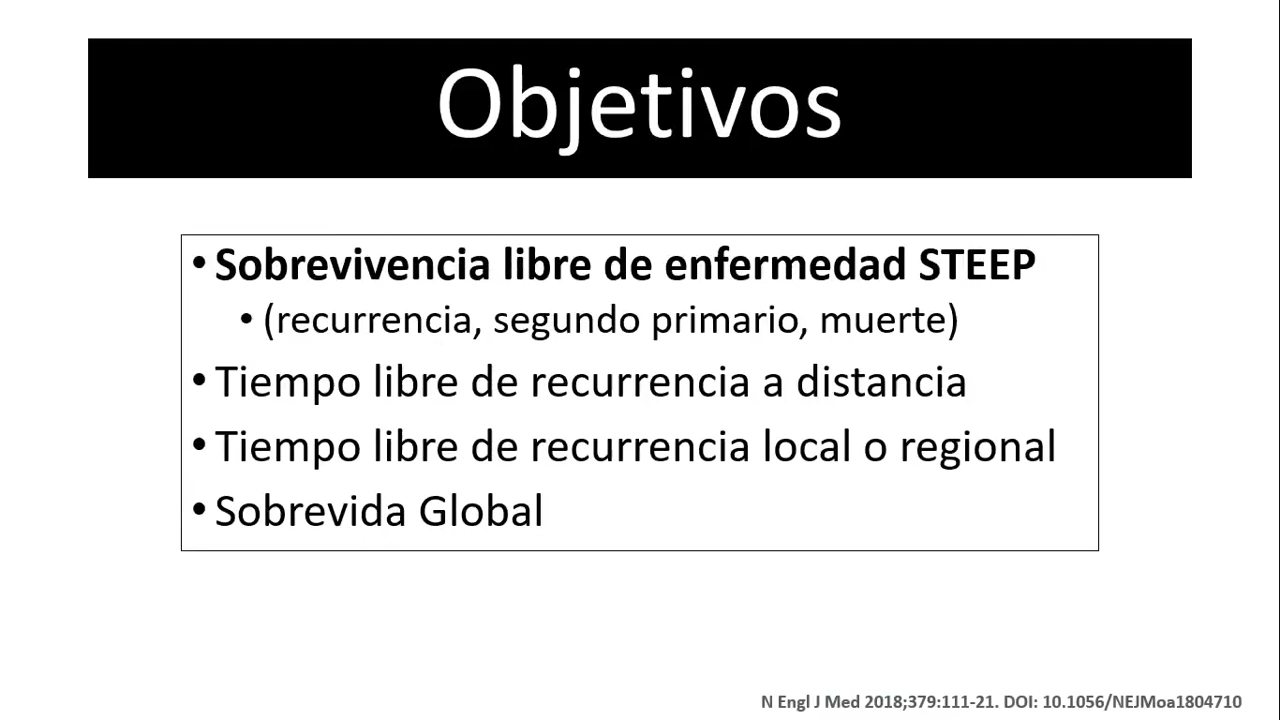 Objetivos
• Sobrevivencia libre de enfermedad STEEP
• (recurrencia, segundo primario, muerte)
• Tiempo libre de recurrencia a distancia
• Tiempo libre de recurrencia local o regional
• Sobrevida Global
N Engl J Med 2018;379:111-21. DOI: 10.1056/NEJMoa1804710